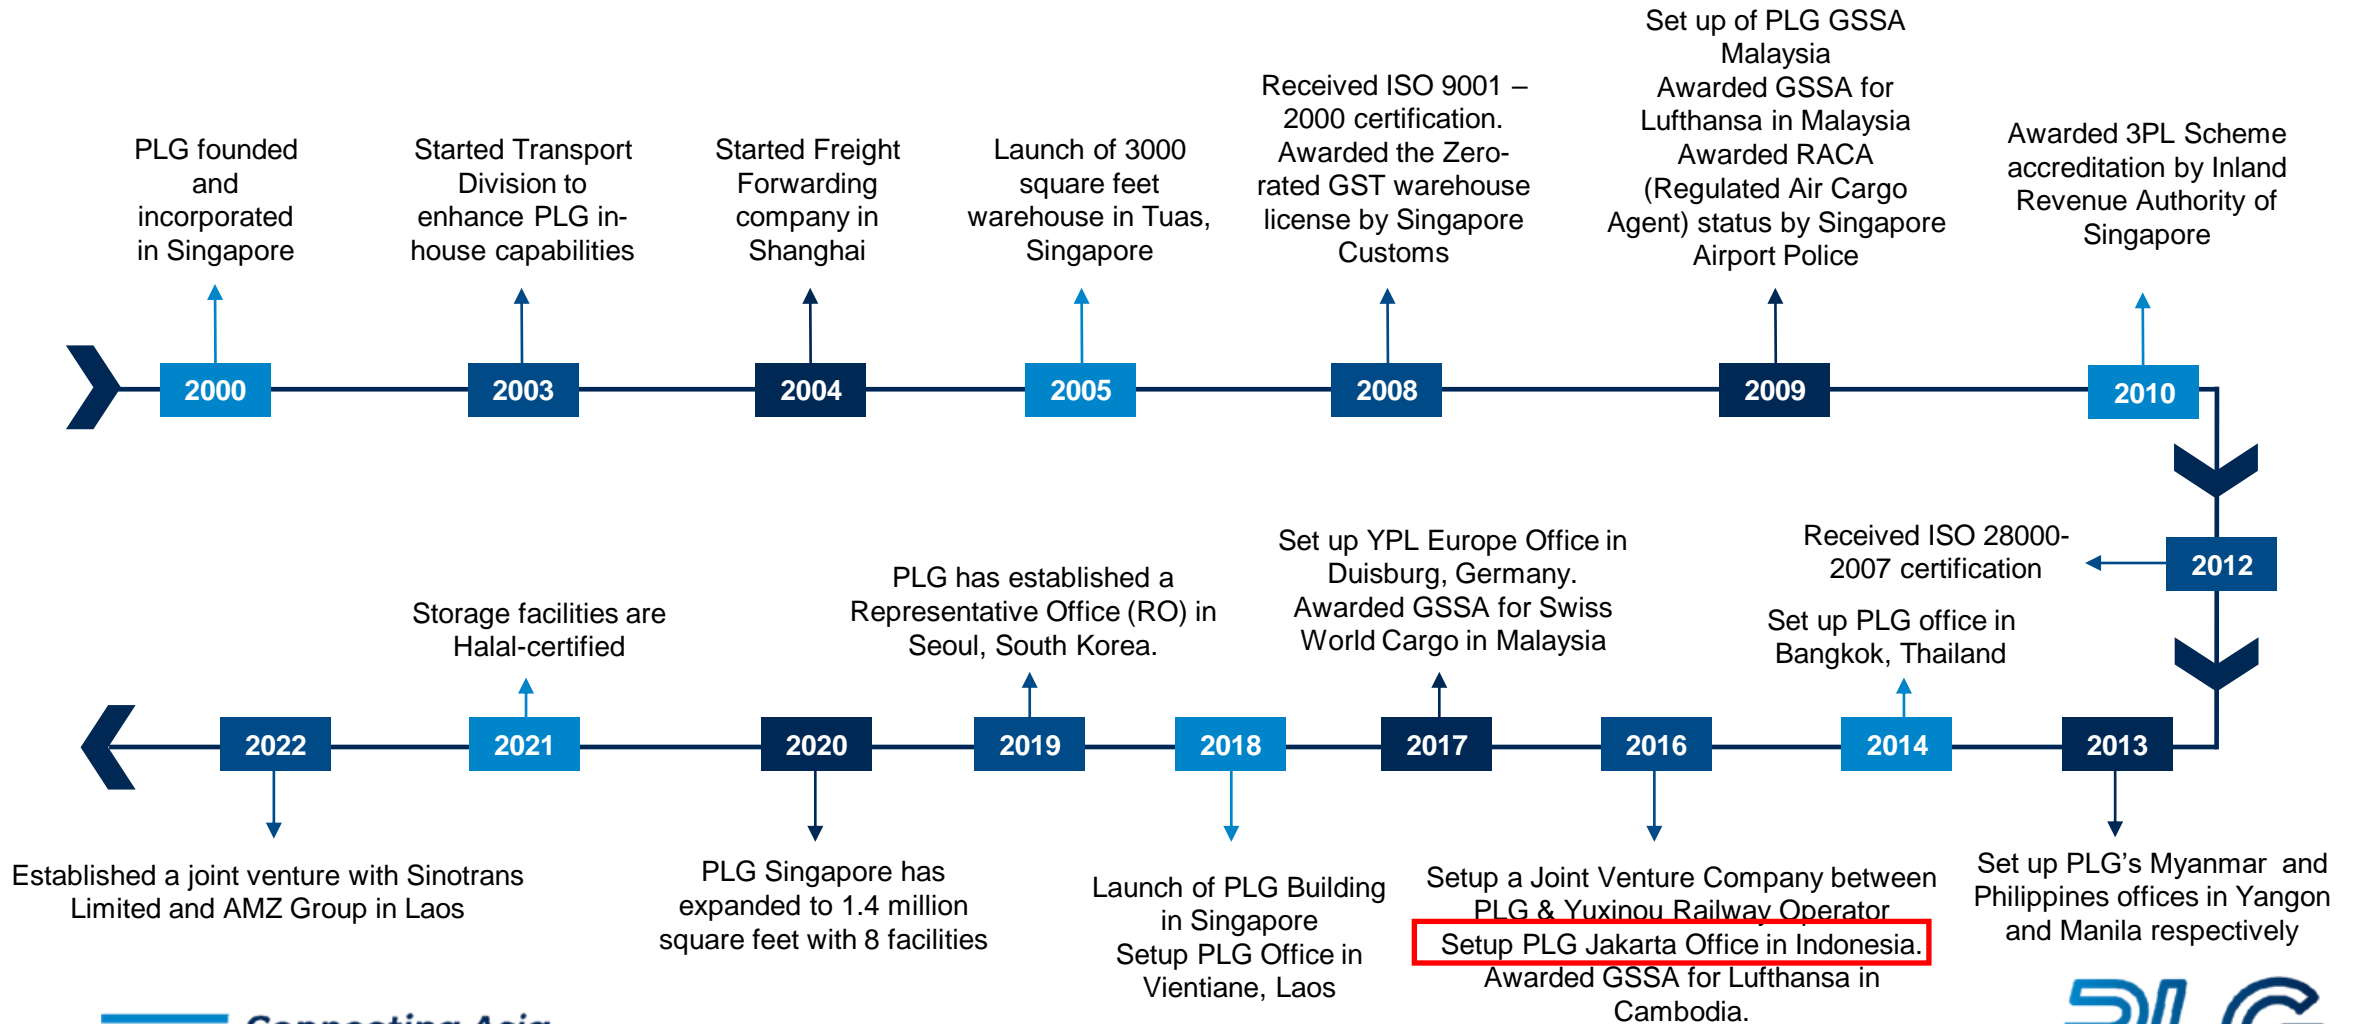 PLG founded
and
incorporated
in Singapore
Started Transport
Division to
enhance PLG in-
house capabilities
Started Freight
Forwarding
company in
Shanghai
Launch of 3000
square feet
warehouse in Tuas,
Singapore
Received ISO 9001 –
2000 certification.
Awarded the Zero-
rated GST warehouse
license by Singapore
Customs
Set up of PLG GSSA
Malaysia
Awarded GSSA for
Lufthansa in Malaysia
Awarded RACA
(Regulated Air Cargo
Agent) status by Singapore
Airport Police
Awarded 3PL Scheme
accreditation by Inland
Revenue Authority of
Singapore
2000
2003
2004
2005
2008
2009
2010
Received ISO 28000-
2007 certification
2012
Storage facilities are
Halal-certified
PLG has established a
Representative Office (RO) in
Seoul, South Korea.
Set up YPL Europe Office in
Duisburg, Germany.
Awarded GSSA for Swiss
World Cargo in Malaysia
Set up PLG office in
Bangkok, Thailand
2022
2021
2020
2019
2018
2017
2016
2014
2013
Established a joint venture with Sinotrans
Limited and AMZ Group in Laos
PLG Singapore has
expanded to 1.4 million
square feet with 8 facilities
Launch of PLG Building
in Singapore
Setup PLG Office in
Vientiane, Laos
Setup a Joint Venture Company between
PLG & Yuxinou Railway Operator
Setup PLG Jakarta Office in Indonesia.
Awarded GSSA for Lufthansa in
Cambodia.
Set up PLG’s Myanmar and
Philippines offices in Yangon
and Manila respectively
Connecting Asia
PLG